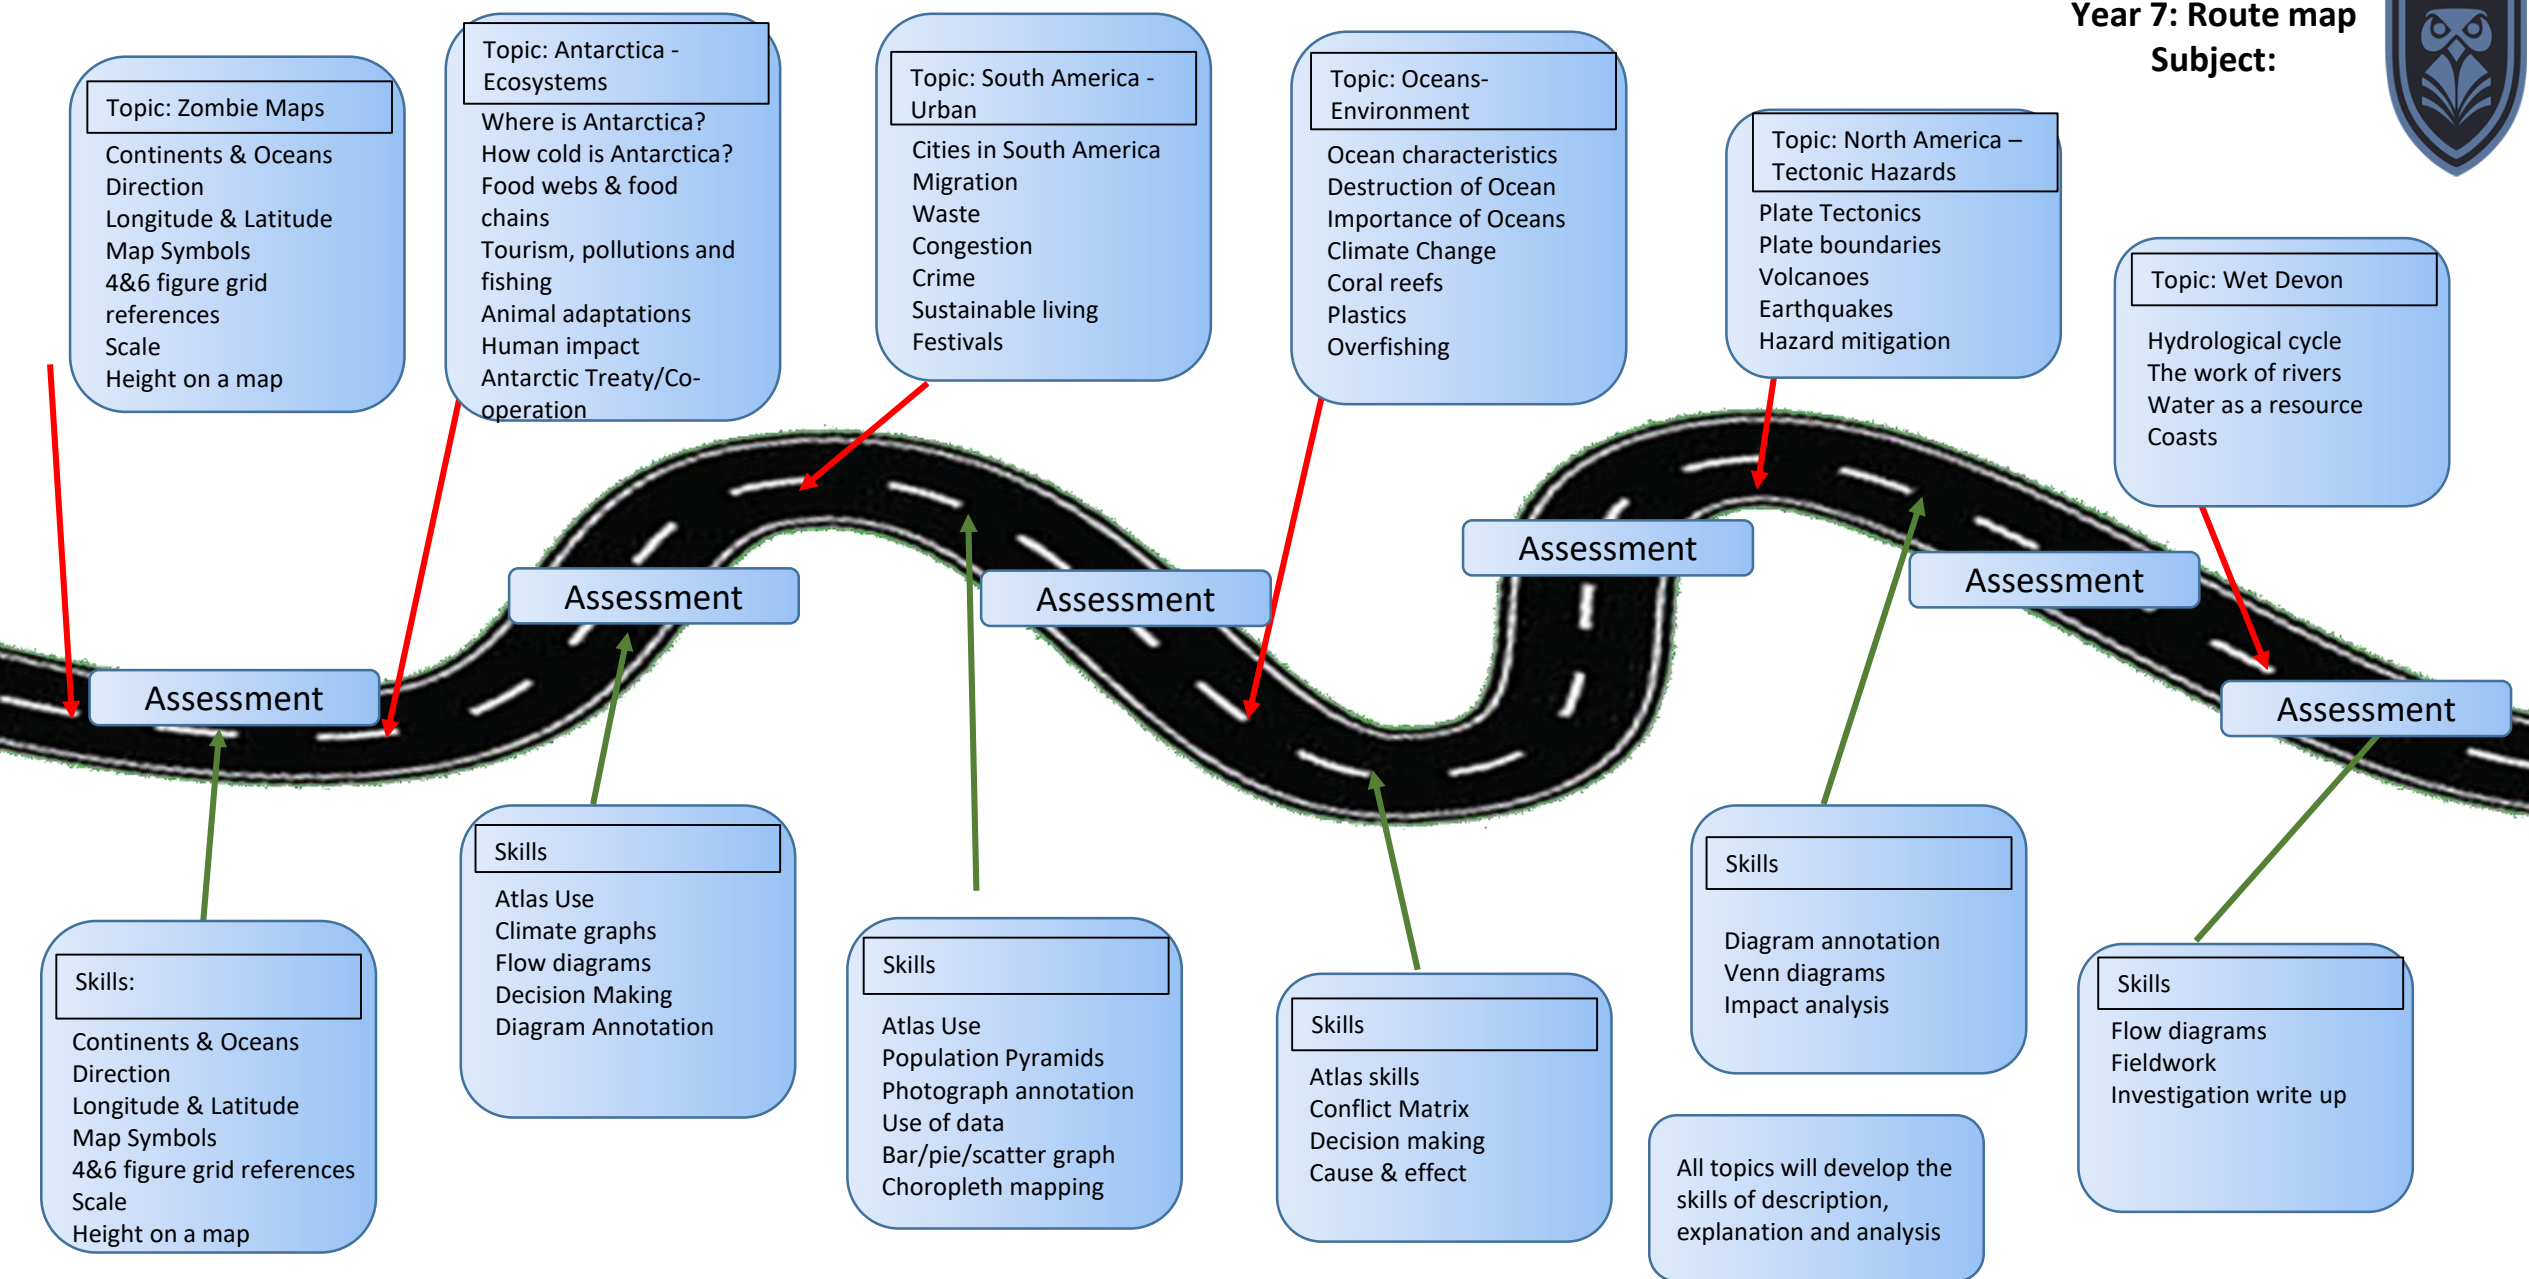 Year 7: Route map
Subject:
Topic: Zombie Maps
Continents & Oceans
Direction
Longitude & Latitude
Map Symbols
4&6 figure grid
references
Scale
Height on a map
Topic: Antarctica -
Ecosystems
Where is Antarctica?
How cold is Antarctica?
Food webs & food
chains
Tourism, pollutions and
fishing
Animal adaptations
Human impact
Antarctic Treaty/Co-
operation
Topic: South America -
Urban
Cities in South America
Migration
Waste
Congestion
Crime
Sustainable living
Festivals
Topic: Oceans-
Environment
Ocean characteristics
Destruction of Ocean
Importance of Oceans
Climate Change
Coral reefs
Plastics
Overfishing
Topic: North America –
Tectonic Hazards
Plate Tectonics
Plate boundaries
Volcanoes
Earthquakes
Hazard mitigation
Topic: Wet Devon
Hydrological cycle
The work of rivers
Water as a resource
Coasts
Assessment
Assessment
Assessment
Assessment
Assessment
Assessment
Skills:
Continents & Oceans
Direction
Longitude & Latitude
Map Symbols
4&6 figure grid references
Scale
Height on a map
Skills
Atlas Use
Climate graphs
Flow diagrams
Decision Making
Diagram Annotation
Skills
Atlas Use
Population Pyramids
Photograph annotation
Use of data
Bar/pie/scatter graph
Choropleth mapping
Skills
Atlas skills
Conflict Matrix
Decision making
Cause & effect
Skills
Diagram annotation
Venn diagrams
Impact analysis
All topics will develop the
skills of description,
explanation and analysis
Skills
Flow diagrams
Fieldwork
Investigation write up